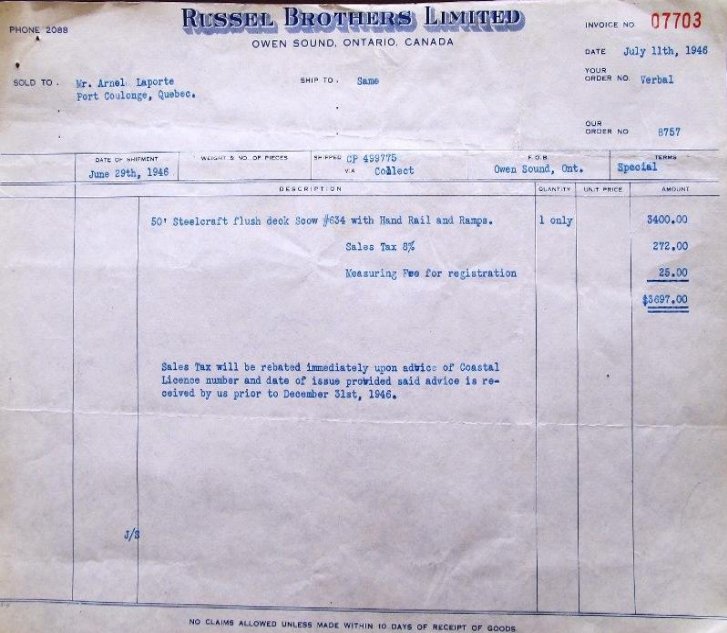 RUSSEL BROTHERS LIMITED
OWEN SOUND, ONTARIO, CANADA
PHONE 2088
INVOICE NO. 07703
DATE July 11th, 1946
SOLD TO. Mr. Arnel Laporte
Port Coulonge, Quebec.
SHIP TO. Same
YOUR
ORDER NO. Verbal
OUR
ORDER NO 8757
DATE OF SHIPMENT
June 29th, 1946
WEIGHT & NO. OF PIECES
SHIPPED CP 499775
VIA Collect
F.O.B.
Owen Sound, Ont.
TERMS
Special
DESCRIPTION QUANTITY UNIT PRICE AMOUNT
50' Steelcraft flush deck Scow #634 with Hand Rail and Ramps. 1 only 3400.00
Sales Tax 8% 272.00
Measuring Fee for registration 25.00
$3697.00
Sales Tax will be rebated immediately upon advice of Coastal
Licence number and date of issue provided said advice is re-
ceived by us prior to December 31st, 1946.
J/S
NO CLAIMS ALLOWED UNLESS MADE WITHIN 10 DAYS OF RECEIPT OF GOODS